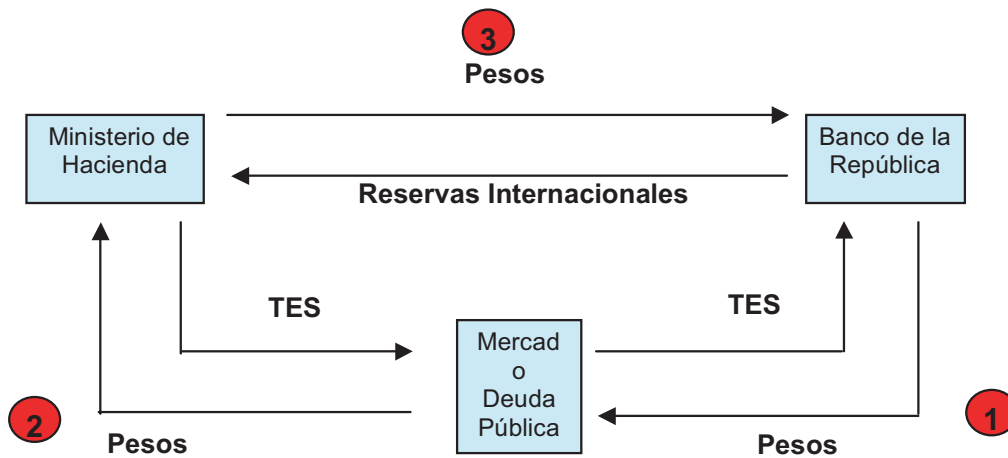 3
Pesos
Ministerio de
Hacienda
Banco de la
República
Reservas Internacionales
TES
TES
Mercad
o
Deuda
Pública
2
1
Pesos
Pesos